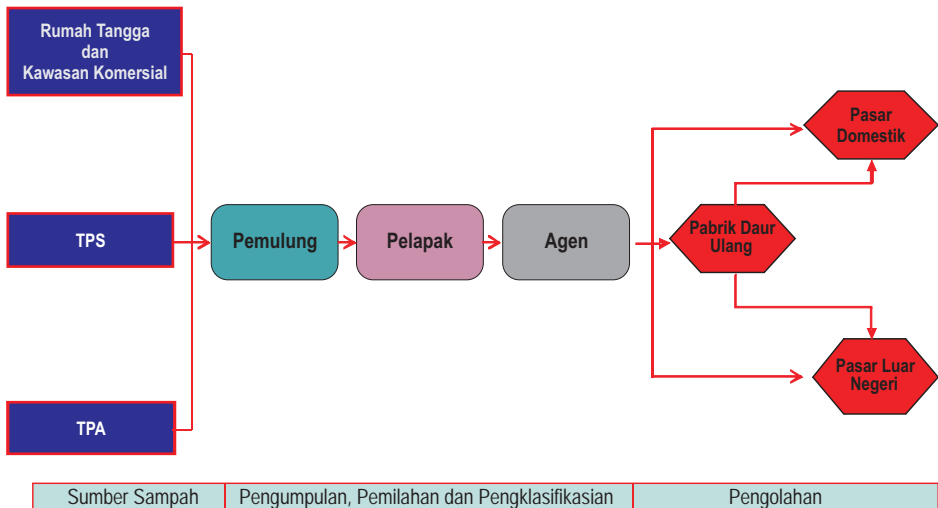 Rumah Tangga
dan
Kawasan Komersial
TPS
TPA
Pemulung
Pelapak
Agen
Pabrik Daur
Ulang
Pasar
Domestik
Pasar Luar
Negeri
Sumber Sampah
Pengumpulan, Pemilahan dan Pengklasifikasian
Pengolahan